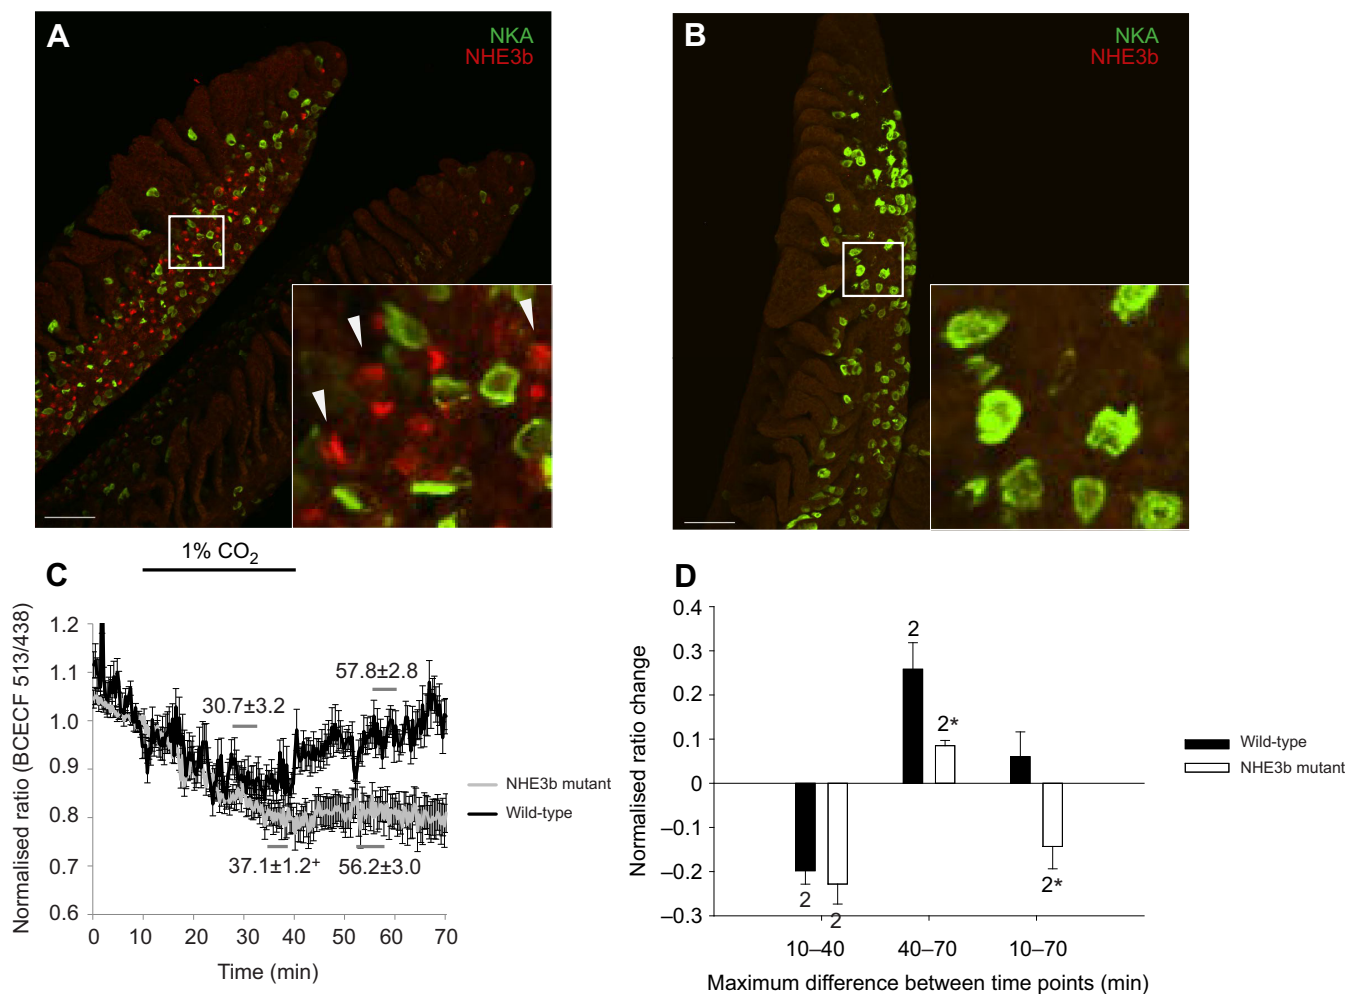 A
NKA
NHE3b
B
NKA
NHE3b
1% CO2
C
Normalised ratio (BCECF 513/438)
1.2
1.1
1.0
0.9
0.8
0.7
0.6
57.8±2.8
30.7±3.2
37.1±1.2+
56.2±3.0
NHE3b mutant
Wild-type
0 10 20 30 40 50 60 70
Time (min)
D
Normalised ratio change
0.4
0.3
0.2
0.1
0
–0.1
–0.2
–0.3
2
2*
2
2
2*
Wild-type
NHE3b mutant
10–40 40–70 10–70
Maximum difference between time points (min)